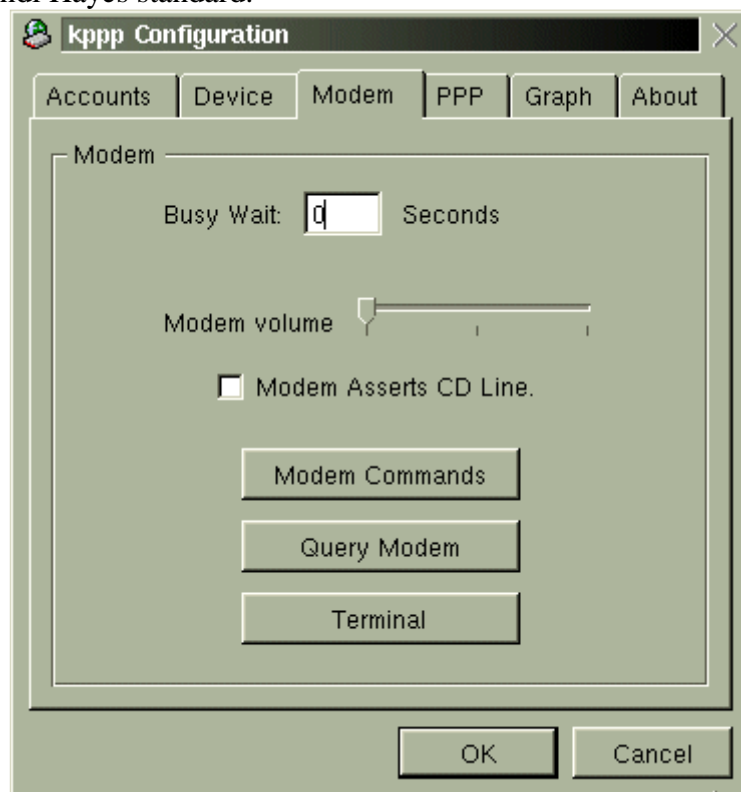 Hayes standard.
kppp Configuration
Accounts Device Modem PPP Graph About
Modem
Busy Wait: 0 Seconds
Modem volume
Modem Asserts CD Line.
Modem Commands
Query Modem
Terminal
OK Cancel